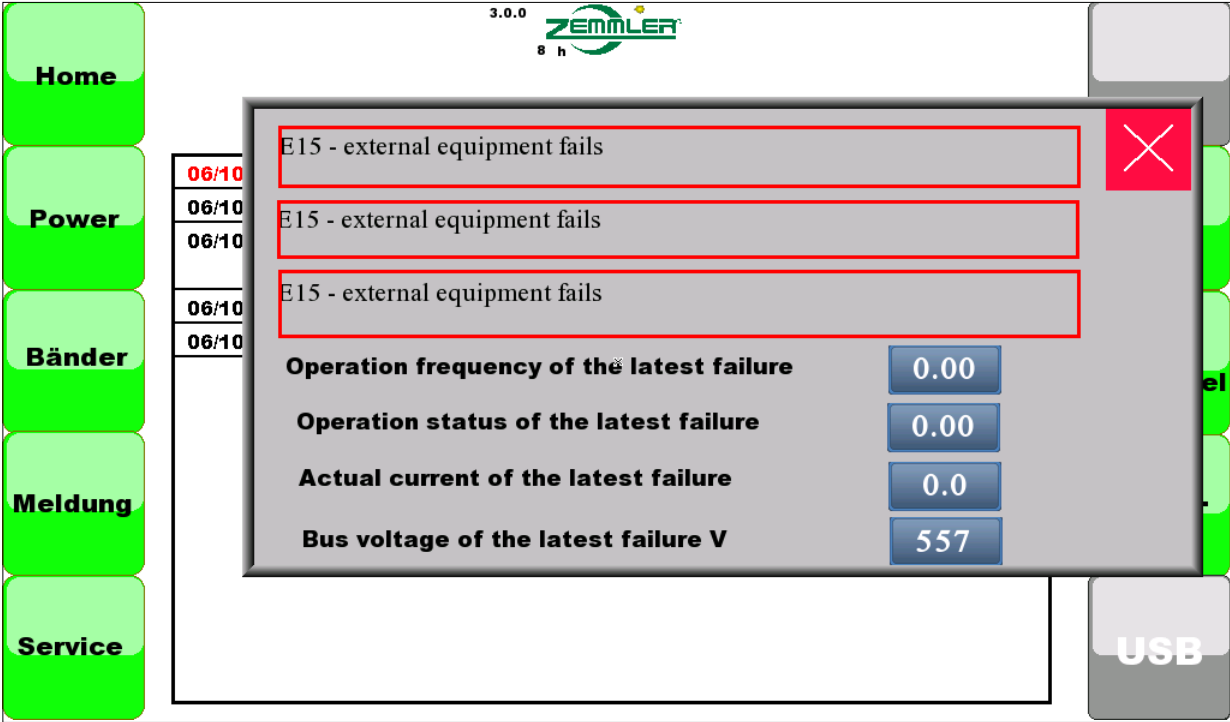 3.0.0
ZEMMLER
8 h
Home
Power
Bänder
Meldung
Service
06/10
06/10
06/10
06/10
06/10
E15 - external equipment fails
E15 - external equipment fails
E15 - external equipment fails
Operation frequency of the latest failure 0.00
Operation status of the latest failure 0.00
Actual current of the latest failure 0.0
Bus voltage of the latest failure V 557
el
USB